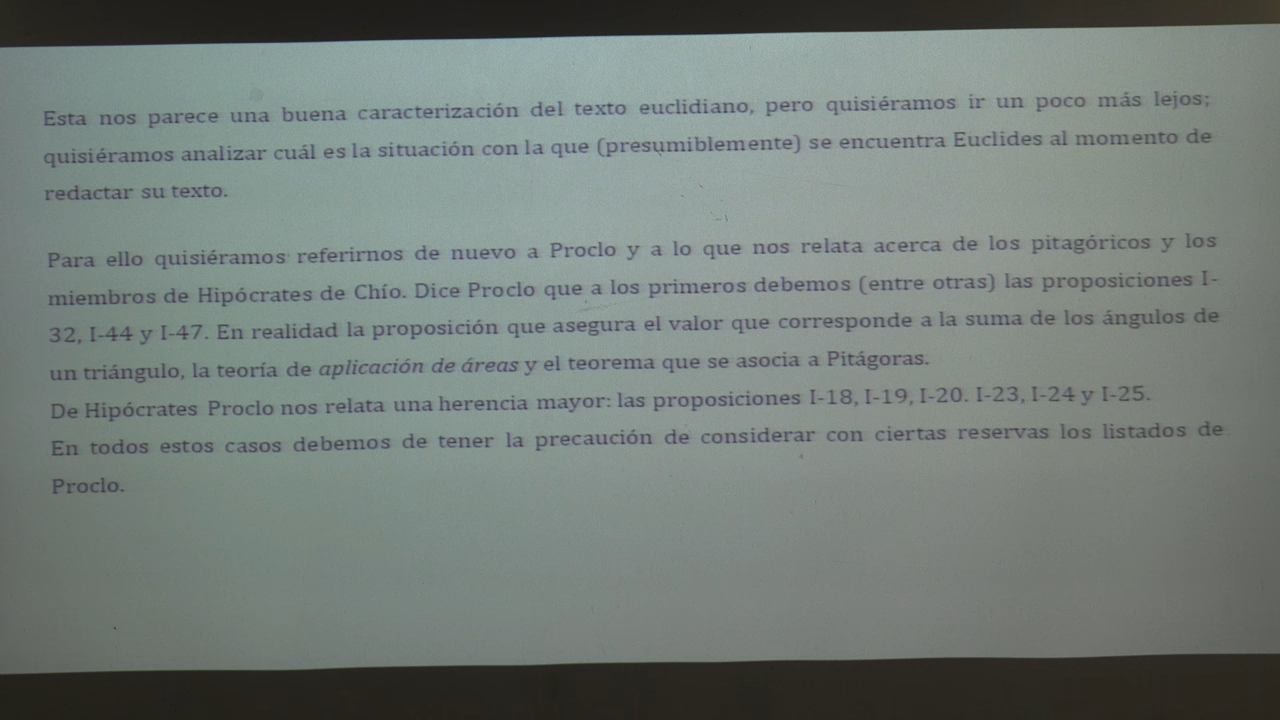 Esta nos parece una buena caracterización del texto euclidiano, pero quisiéramos ir un poco más lejos;
quisiéramos analizar cuál es la situación con la que (presumiblemente) se encuentra Euclides al momento de
redactar su texto.
Para ello quisiéramos referirnos de nuevo a Proclo y a lo que nos relata acerca de los pitagóricos y los
miembros de Hipócrates de Chío. Dice Proclo que a los primeros debemos (entre otras) las proposiciones I-
32, I-44 y I-47. En realidad la proposición que asegura el valor que corresponde a la suma de los ángulos de
un triángulo, la teoría de aplicación de áreas y el teorema que se asocia a Pitágoras.
De Hipócrates Proclo nos relata una herencia mayor: las proposiciones I-18, I-19, I-20. I-23, I-24 y I-25.
En todos estos casos debemos de tener la precaución de considerar con ciertas reservas los listados de
Proclo.